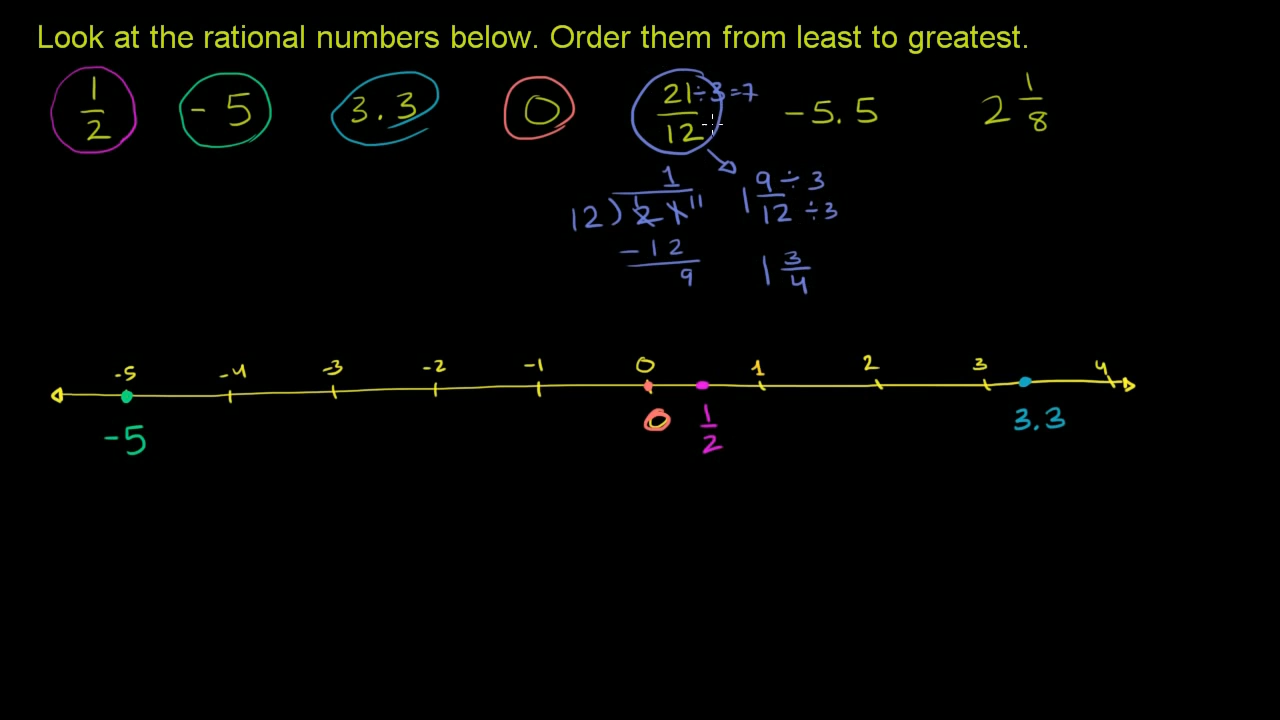 Look at the rational numbers below. Order them from least to greatest.
1/2 -5 3.3 0 21/12 ÷3=7 -5.5 2 1/8
1
12)21 11
-12
9
1 9/12 ÷3 ÷3
1 3/4
-5 -4 -3 -2 -1 0 1 2 3 4
-5 0 1/2 3.3